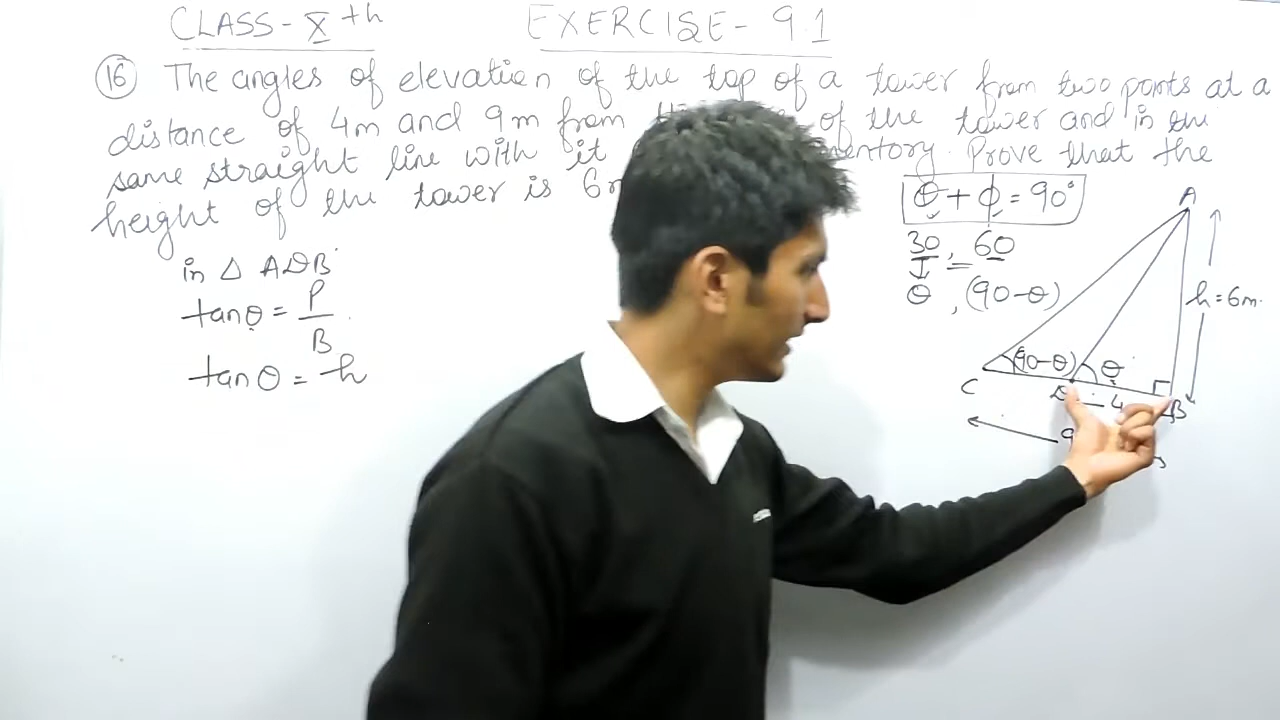 CLASS - Xth EXERCISE - 9.1
16 The angles of elevation of the top of a tower from two points at a
distance of 4m and 9m from of the tower and in the
same straight line with it Prove that the
height of the tower is 6m
θ + ϕ = 90°
30, 60
θ, (90-θ)
in △ ADB
tanθ = P/B
tanθ = h
A
h = 6m.
(90-θ) θ
C D 4 B
9